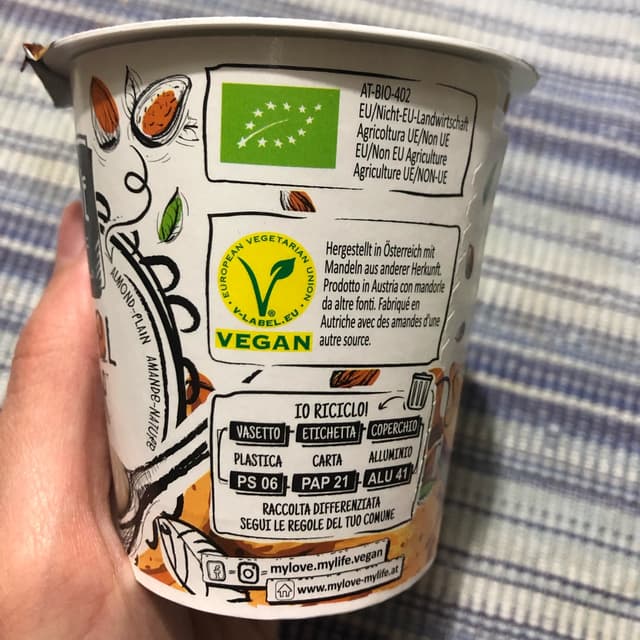 AT-BIO-402
EU/Nicht-EU-Landwirtschaft
Agricoltura UE/Non UE
EU/Non EU Agriculture
Agriculture UE/NON-UE
EUROPEAN VEGETARIAN UNION
V-LABEL.EU
VEGAN
Hergestellt in Österreich mit
Mandeln aus anderer Herkunft.
Prodotto in Austria con mandorle
da altre fonti. Fabriqué en
Autriche avec des amandes d'une
autre source.
ALMOND-PLAIN
AMANDE-NATURE
OL
IO RICICLO!
VASETTO ETICHETTA COPERCHIO
PLASTICA CARTA ALLUMINIO
PS 06 PAP 21 ALU 41
RACCOLTA DIFFERENZIATA
SEGUI LE REGOLE DEL TUO COMUNE
mylove.mylife.vegan
www.mylove-mylife.at